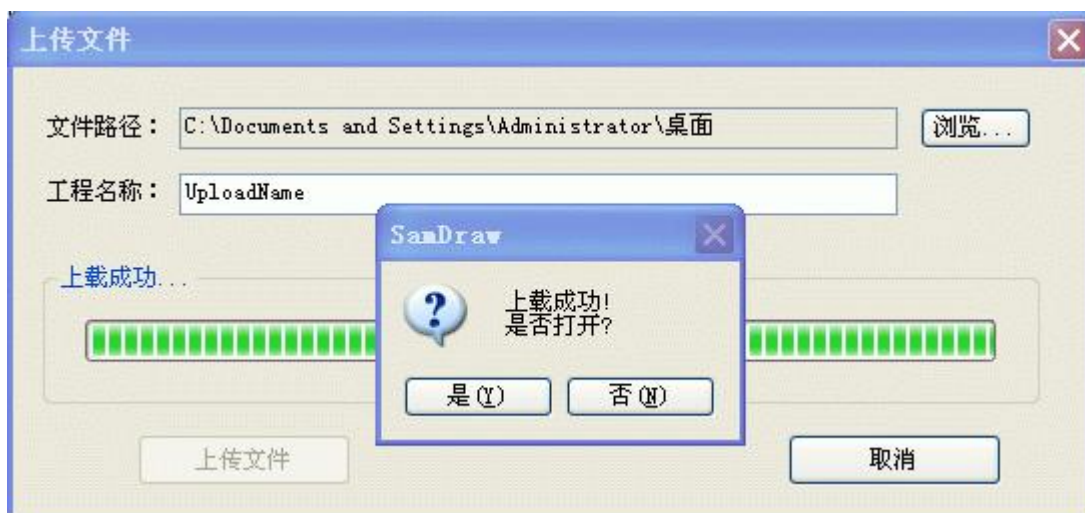 上传文件
文件路径： C:\Documents and Settings\Administrator\桌面 浏览...
工程名称： UploadName
SamDraw
上载成功...
上载成功!
是否打开?
是(Y) 否(N)
上传文件 取消